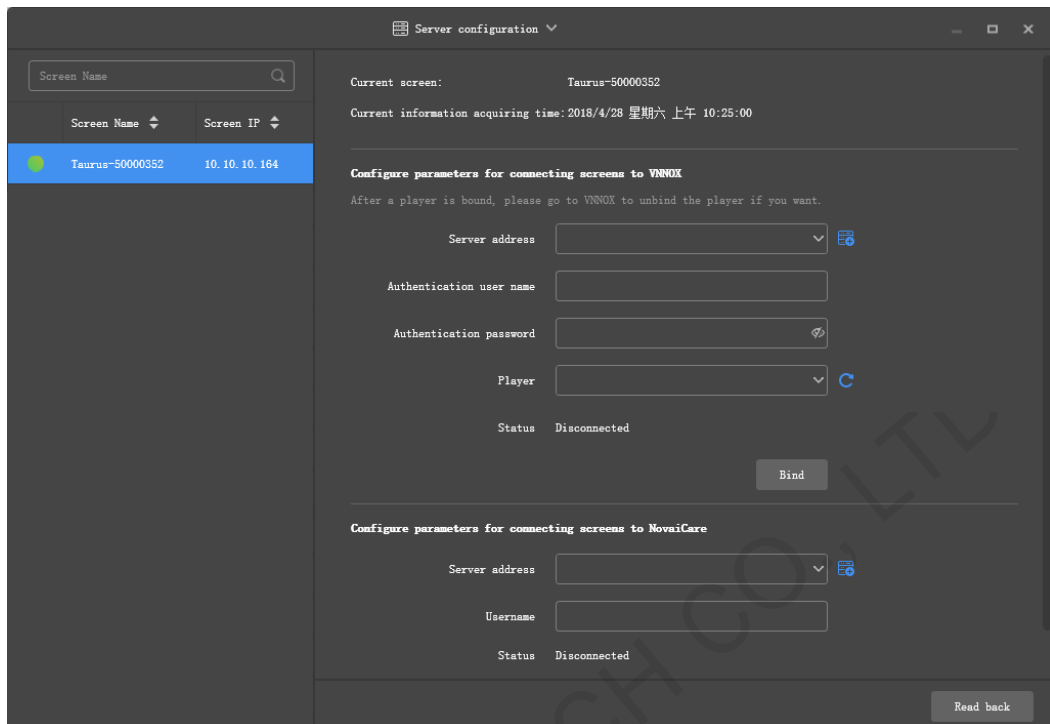 Server configuration
Screen Name
Screen Name Screen IP
Taurus-50000352 10.10.10.164
Current screen: Taurus-50000352
Current information acquiring time: 2018/4/28 星期六 上午 10:25:00
Configure parameters for connecting screens to VNNOX
After a player is bound, please go to VNNOX to unbind the player if you want.
Server address
Authentication user name
Authentication password
Player
Status Disconnected
Bind
Configure parameters for connecting screens to NovaiCare
Server address
Username
Status Disconnected
Read back
CH CO., LTD